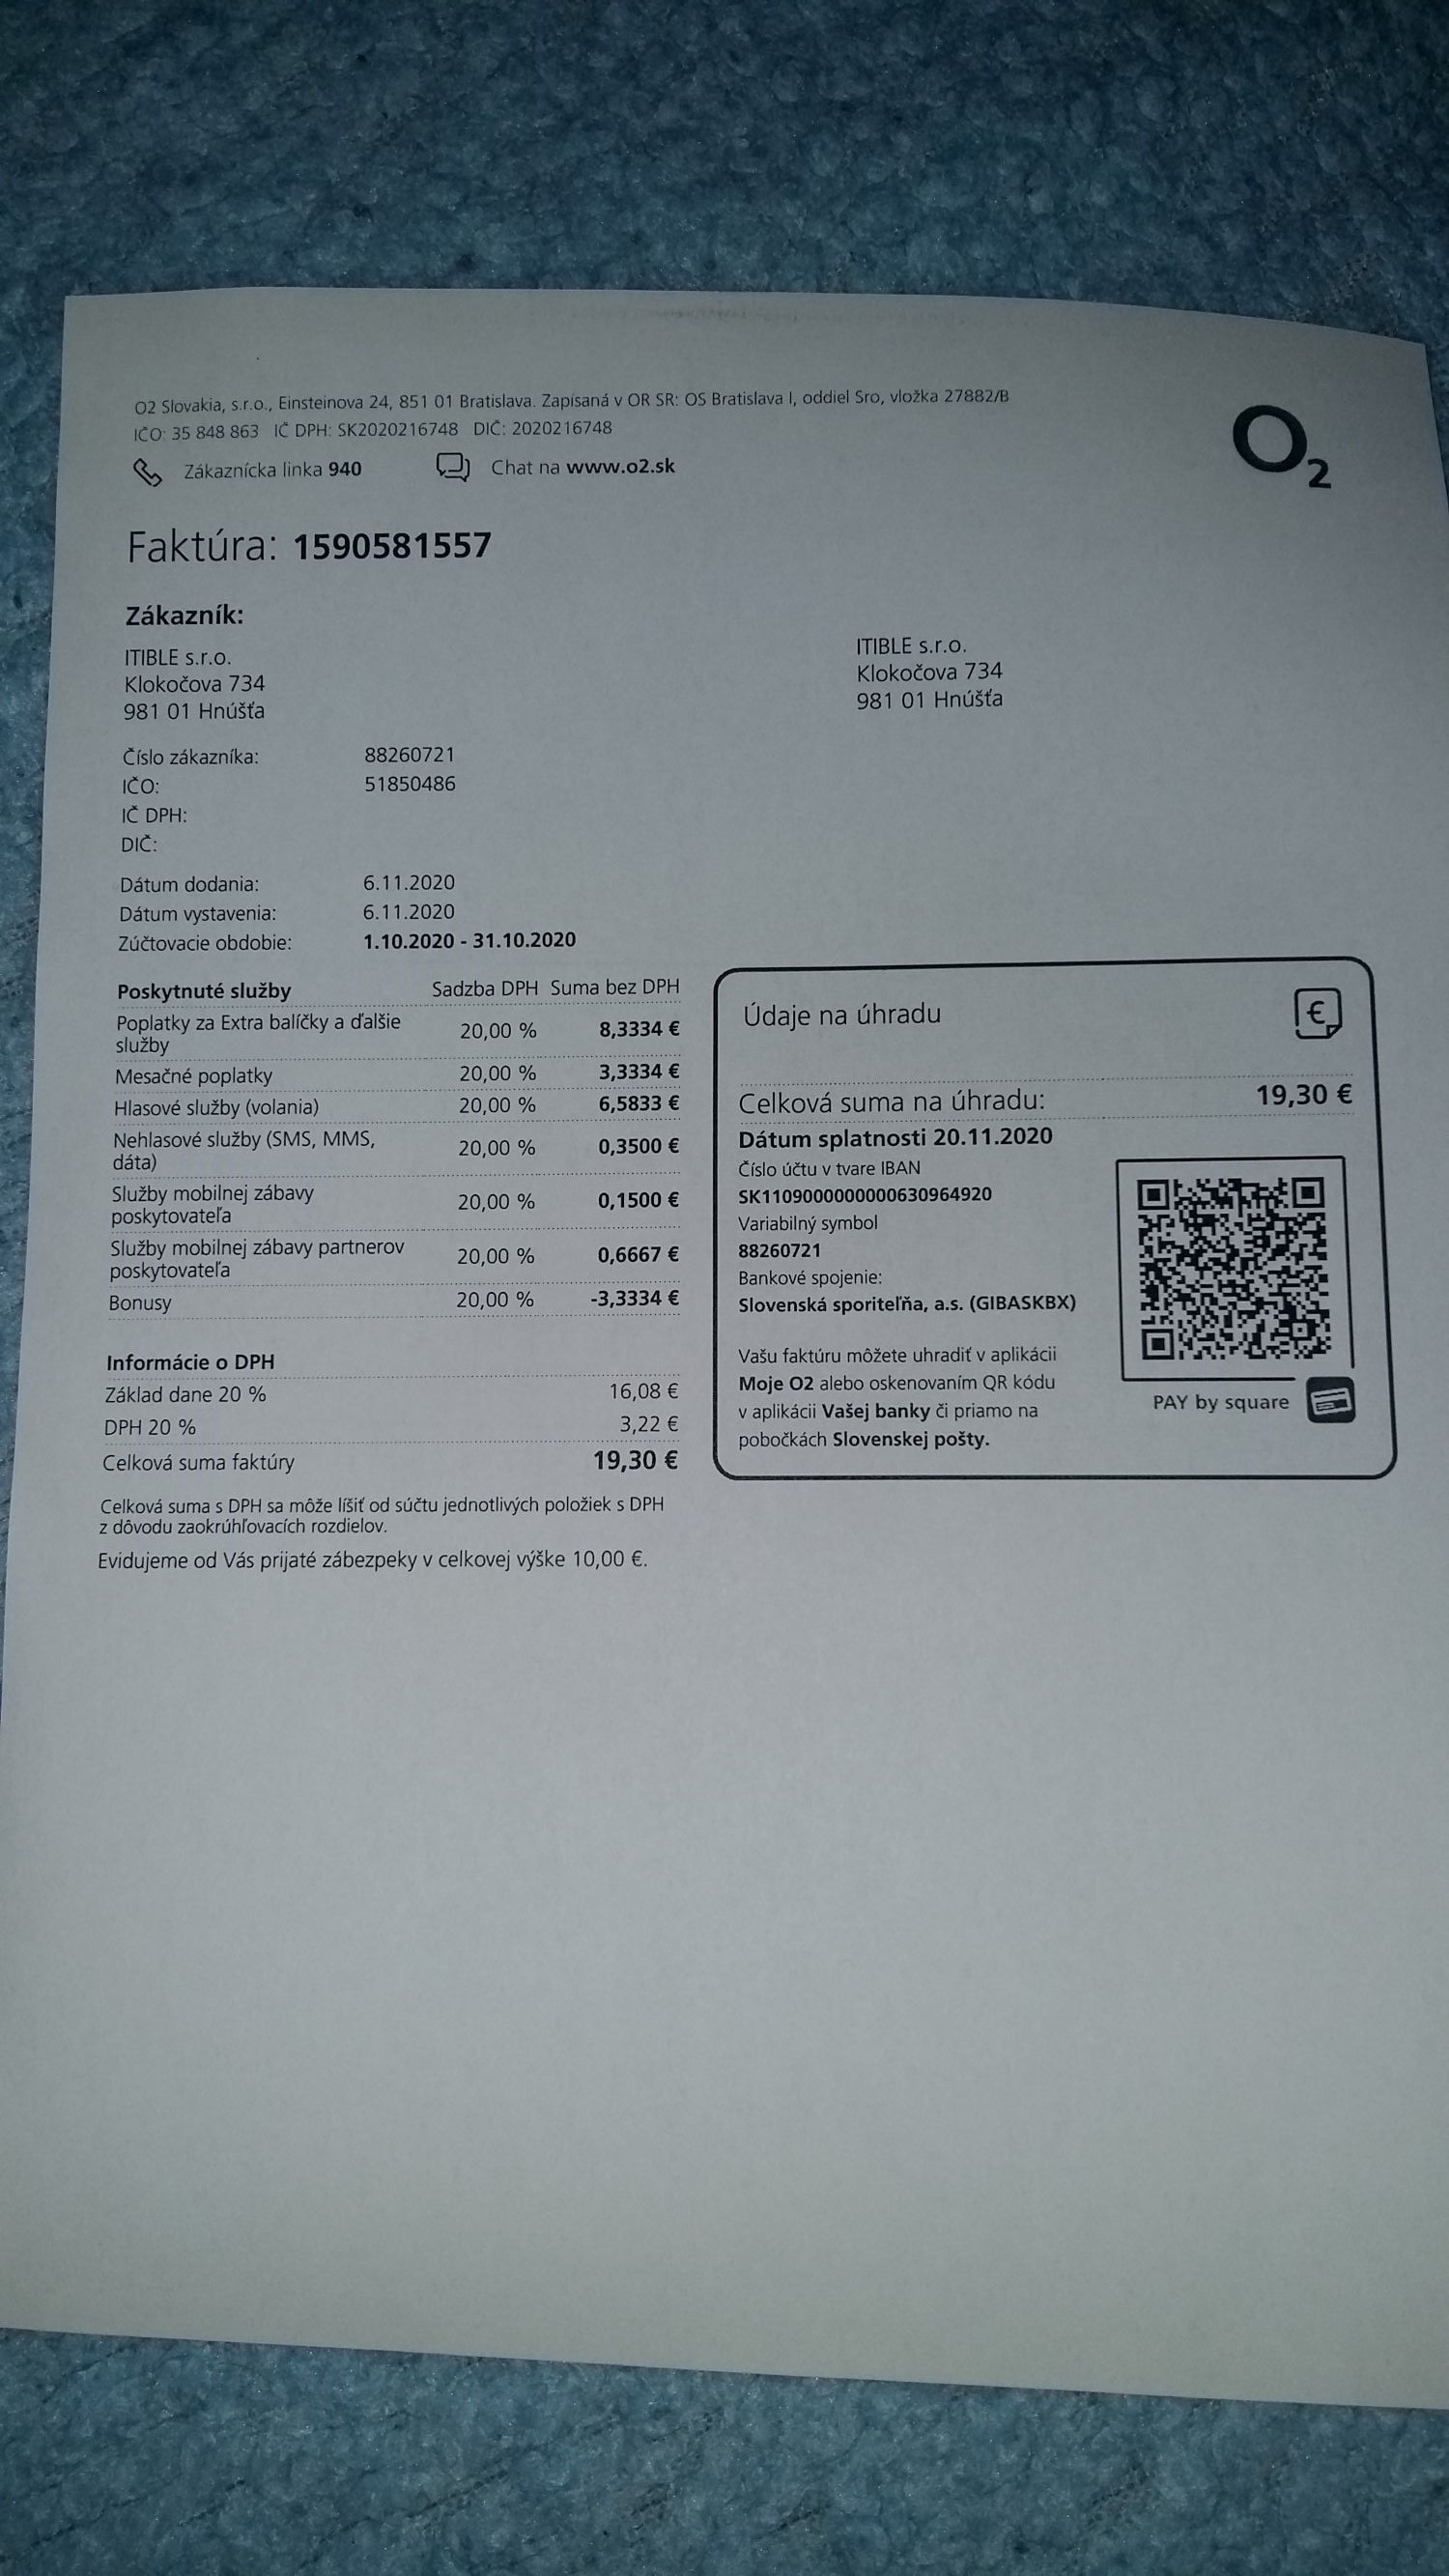 O2 Slovakia, s.r.o., Einsteinova 24, 851 01 Bratislava. Zapísaná v OR SR: OS Bratislava I, oddiel Sro, vložka 27882/B
IČO: 35 848 863 IČ DPH: SK2020216748 DIČ: 2020216748
Zákaznícka linka 940 Chat na www.o2.sk
O2
Faktúra: 1590581557
Zákazník:
ITIBLE s.r.o.
Klokočova 734
981 01 Hnúšťa
ITIBLE s.r.o.
Klokočova 734
981 01 Hnúšťa
Číslo zákazníka: 88260721
IČO: 51850486
IČ DPH:
DIČ:
Dátum dodania: 6.11.2020
Dátum vystavenia: 6.11.2020
Zúčtovacie obdobie: 1.10.2020 - 31.10.2020
Poskytnuté služby Sadzba DPH Suma bez DPH
Poplatky za Extra balíčky a ďalšie
služby 20,00 % 8,3334 €
Mesačné poplatky 20,00 % 3,3334 €
Hlasové služby (volania) 20,00 % 6,5833 €
Nehlasové služby (SMS, MMS,
dáta) 20,00 % 0,3500 €
Služby mobilnej zábavy
poskytovateľa 20,00 % 0,1500 €
Služby mobilnej zábavy partnerov
poskytovateľa 20,00 % 0,6667 €
Bonusy 20,00 % -3,3334 €
Informácie o DPH
Základ dane 20 % 16,08 €
DPH 20 % 3,22 €
Celková suma faktúry 19,30 €
Celková suma s DPH sa môže líšiť od súčtu jednotlivých položiek s DPH
z dôvodu zaokrúhľovacích rozdielov.
Evidujeme od Vás prijaté zábezpeky v celkovej výške 10,00 €.
Údaje na úhradu
€
Celková suma na úhradu: 19,30 €
Dátum splatnosti 20.11.2020
Číslo účtu v tvare IBAN
SK1109000000000630964920
Variabilný symbol
88260721
Bankové spojenie:
Slovenská sporiteľňa, a.s. (GIBASKBX)
Vašu faktúru môžete uhradiť v aplikácii
Moje O2 alebo oskenovaním QR kódu
v aplikácii Vašej banky či priamo na
pobočkách Slovenskej pošty.
PAY by square